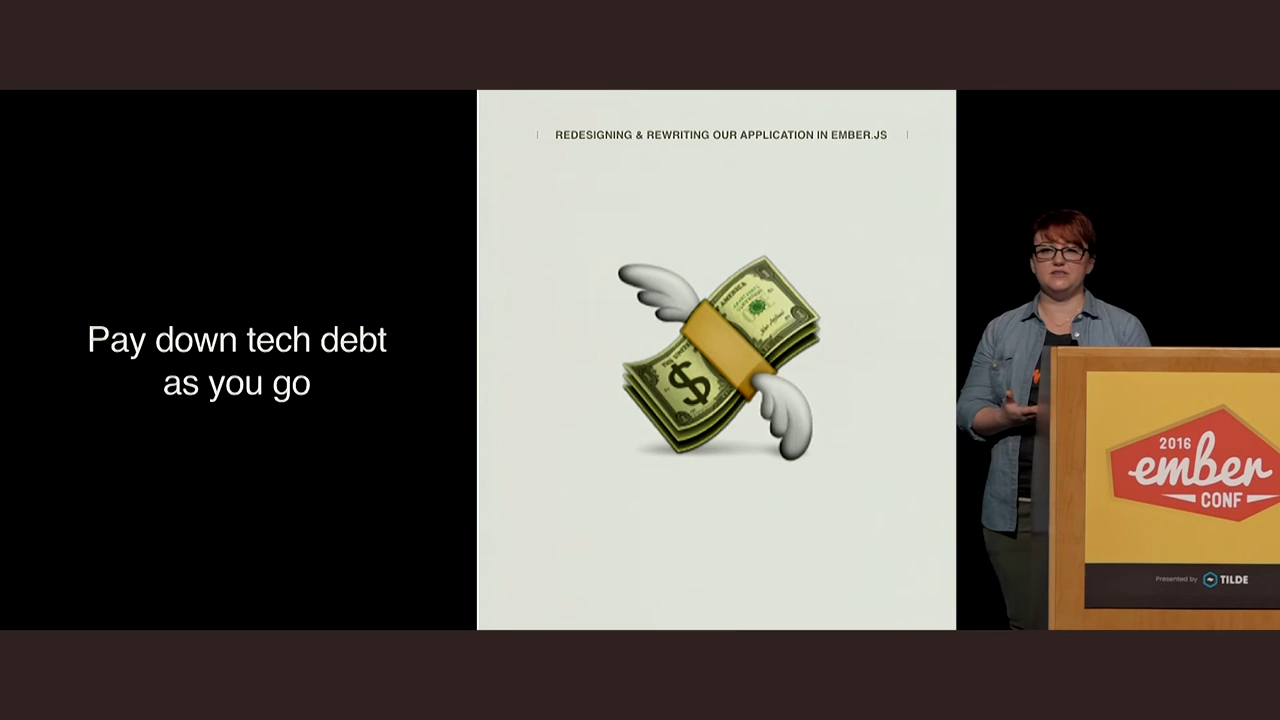 Pay down tech debt
as you go
REDESIGNING & REWRITING OUR APPLICATION IN EMBER.JS
$
2016
ember
CONF
Presented by TILDE